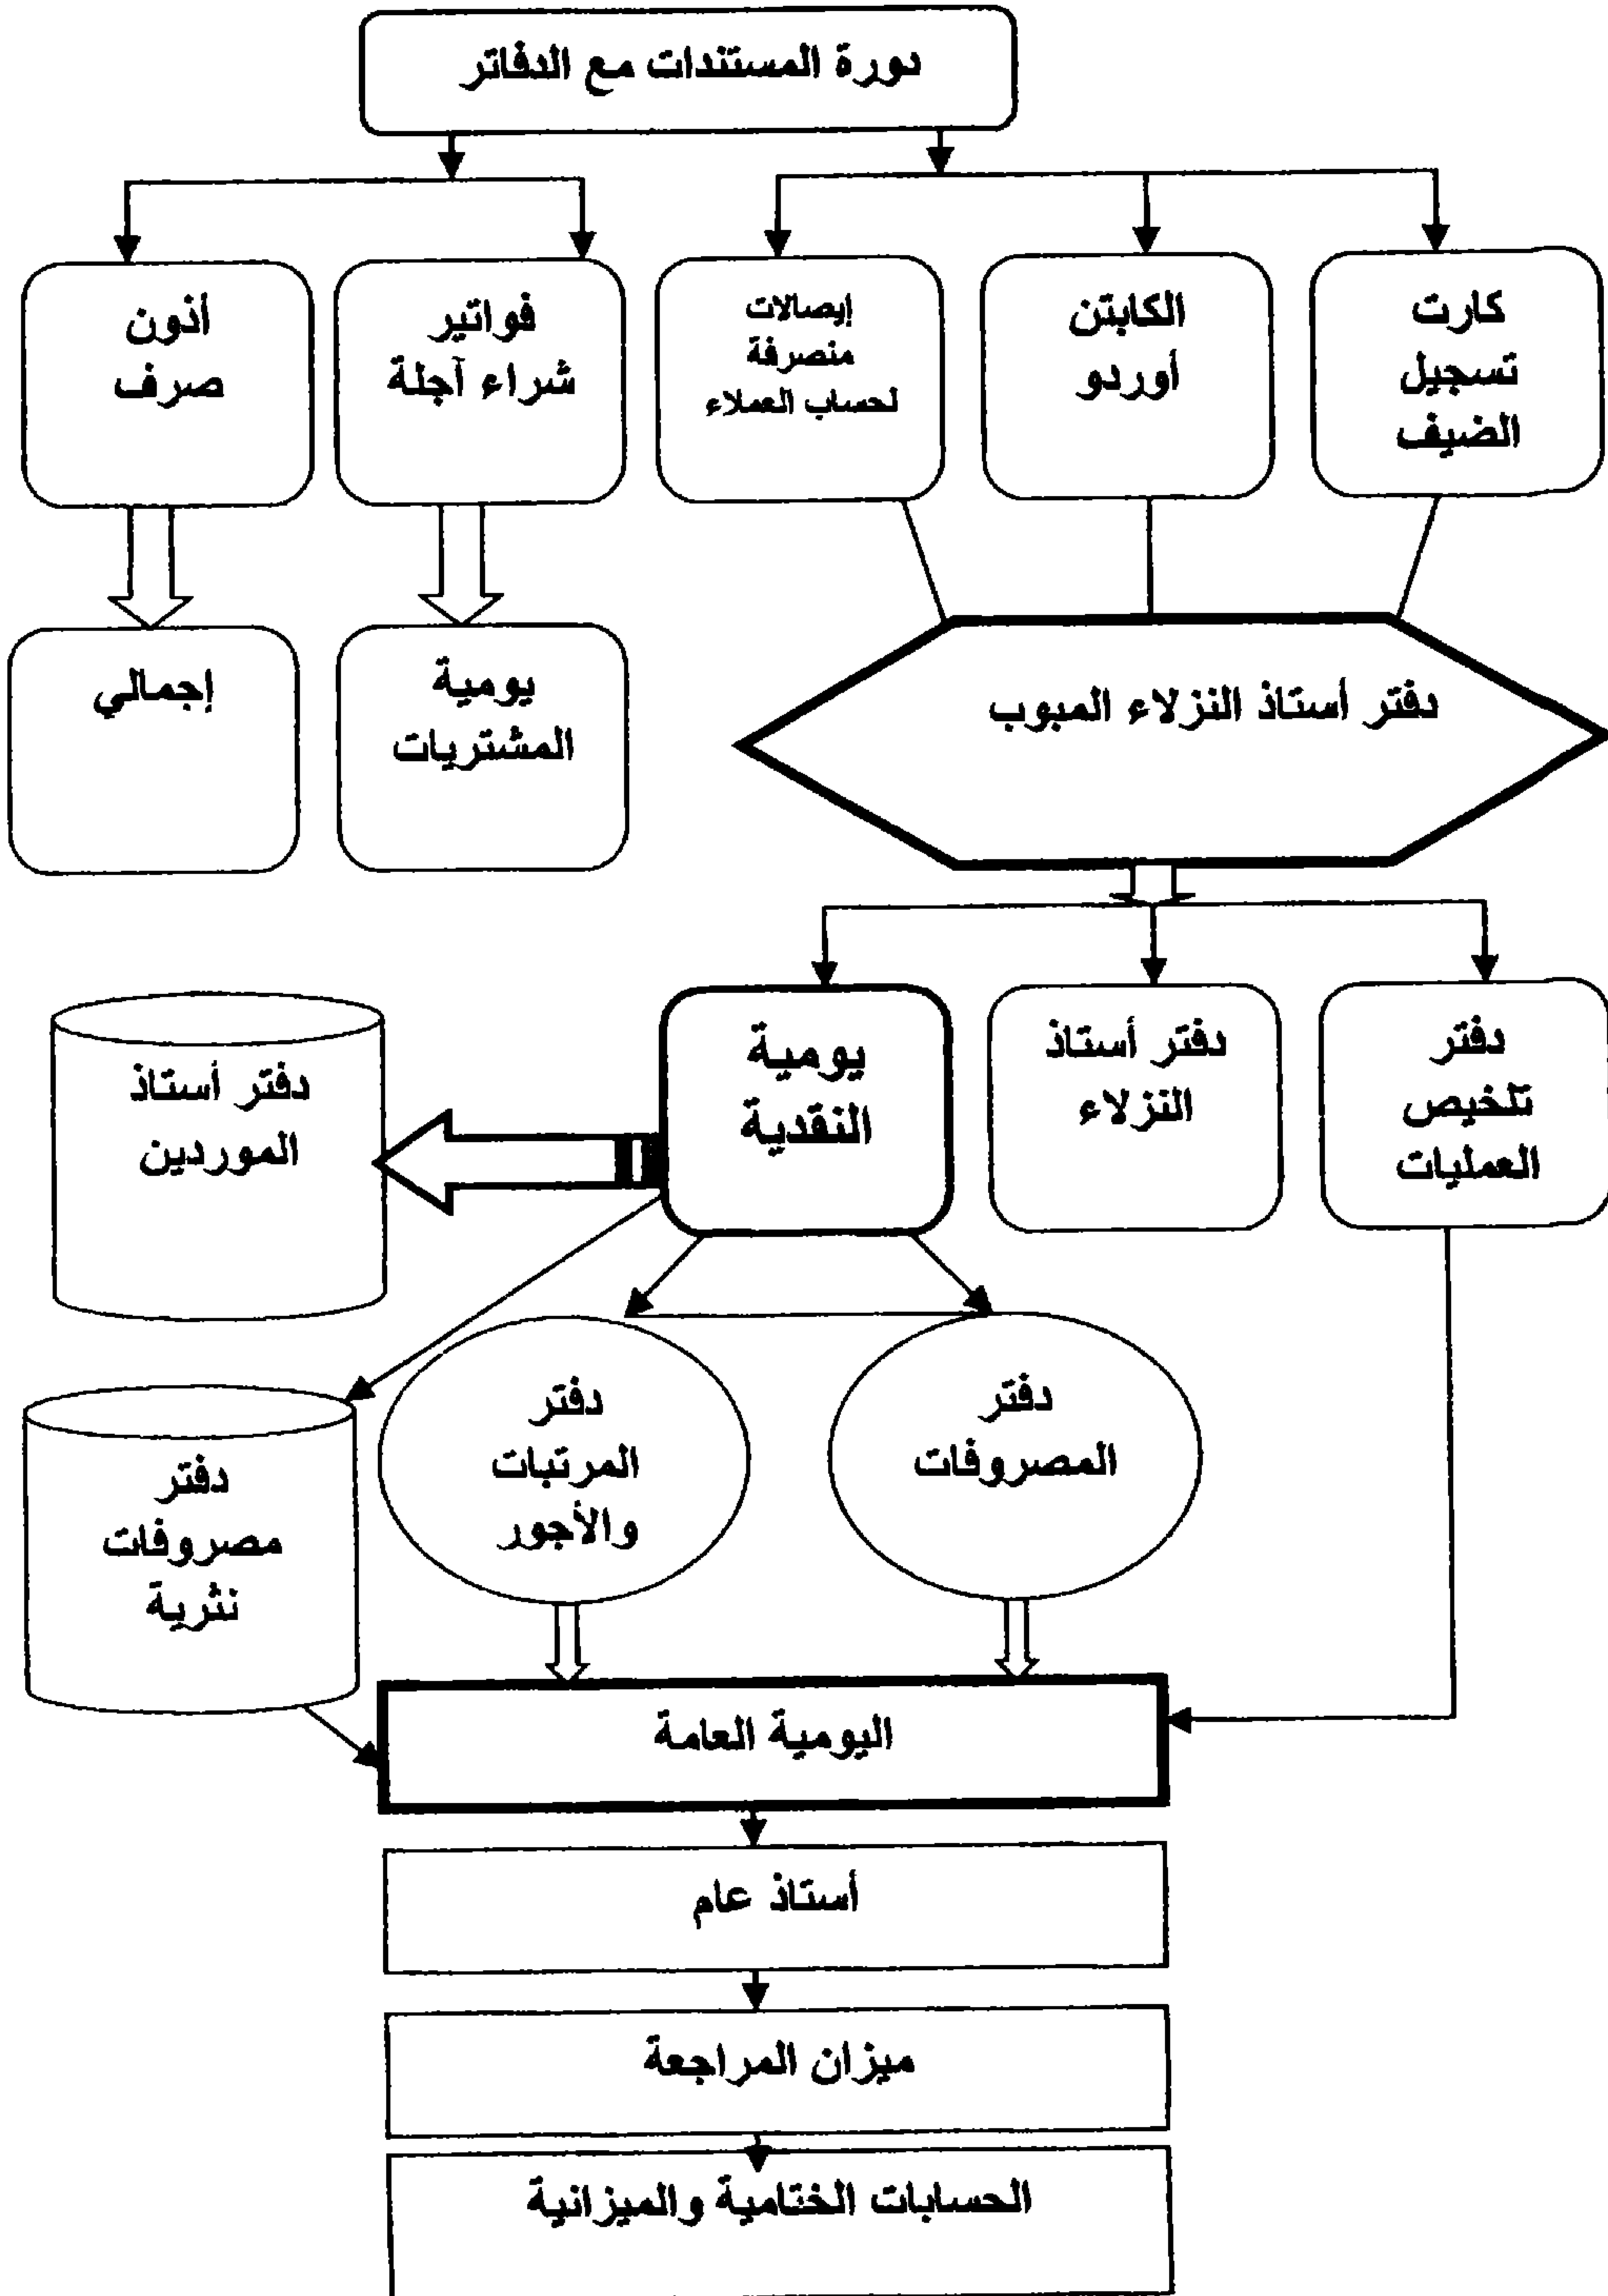 دورة المستندات مع الدفاتر
كارت
تسجيل
الضيف
الكابتن
أوردو
إيصالات
منصرفة
لحساب العملاء
فواتير
شراء آجلة
أذون
صرف
دفتر أستاذ النزلاء المبوب
يومية
المشتريات
إجمالي
دفتر
تلخيص
العمليات
دفتر أستاذ
النزلاء
يومية
النقدية
دفتر أستاذ
الموردين
دفتر
المصروفات
دفتر
المرتبات
والأجور
دفتر
مصروفات
نثرية
اليومية العامة
أستاذ عام
ميزان المراجعة
الحسابات الختامية والميزانية